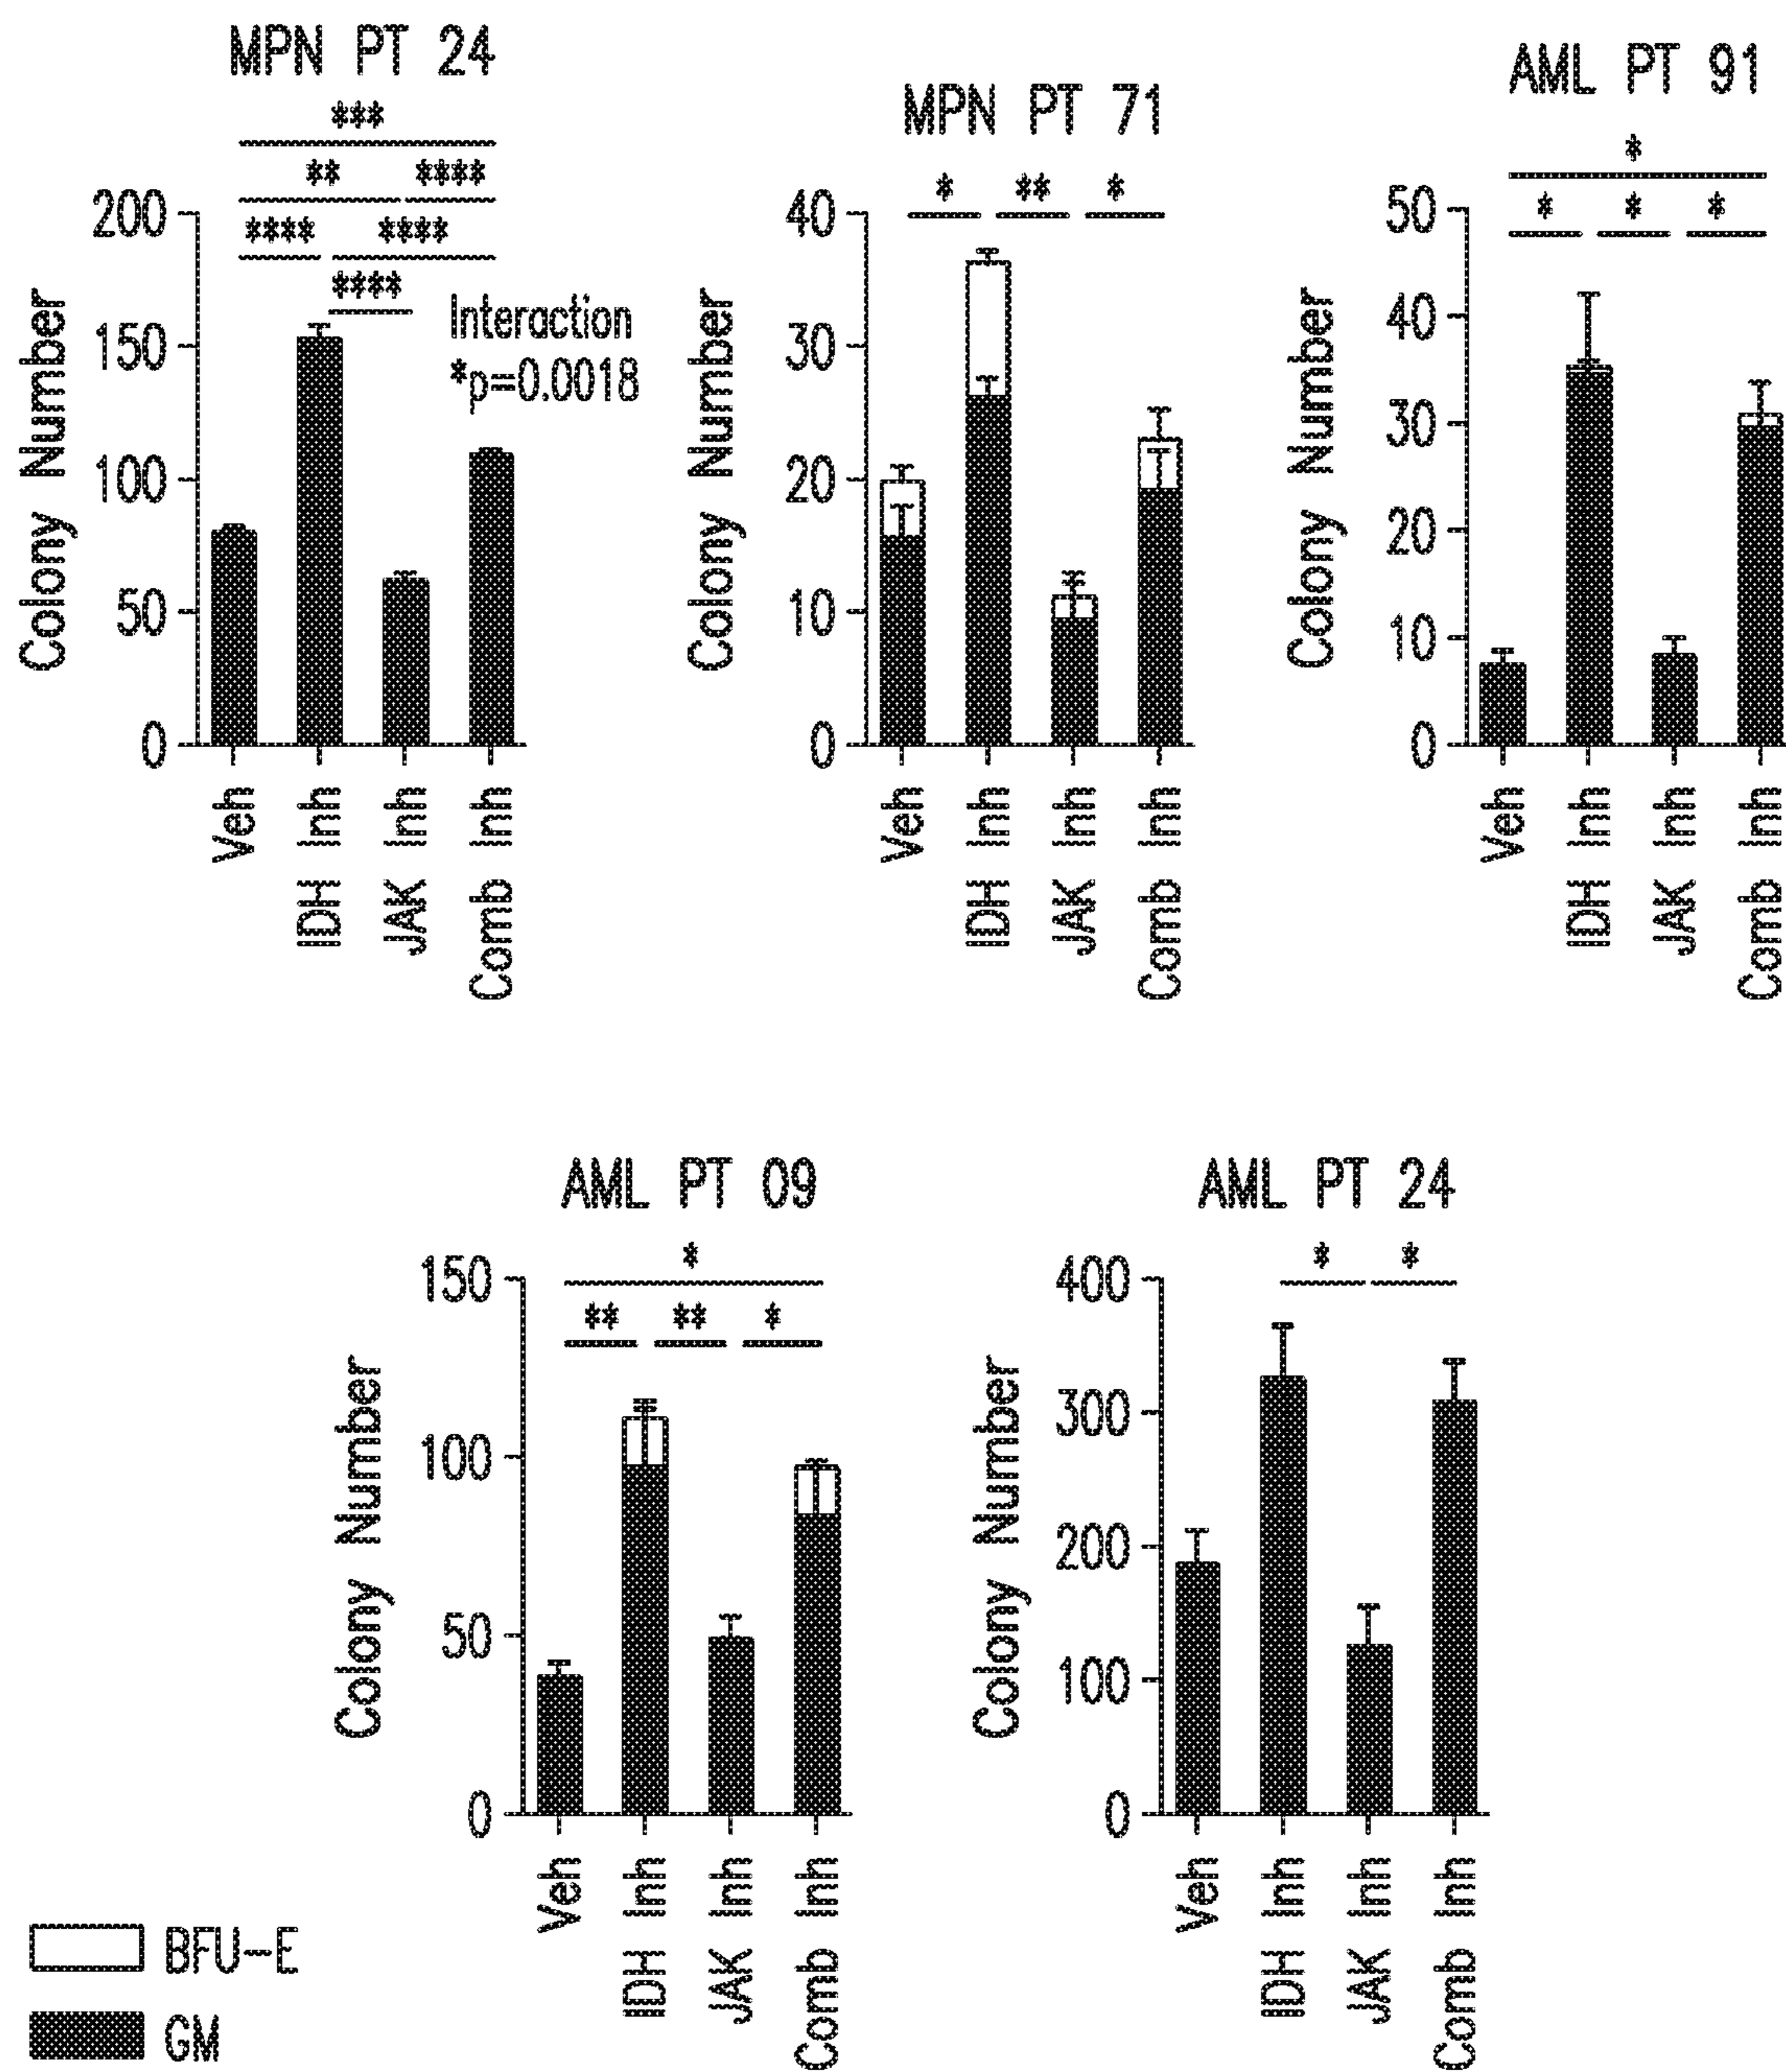 MPN PT 24
***
** ****
200
**** ****
****
Interaction
*p=0.0018
150
100
50
0
Colony Number
Veh
IDH Inh
JAK Inh
Comb Inh
MPN PT 71
* ** *
40
30
20
10
0
Colony Number
Veh
IDH Inh
JAK Inh
Comb Inh
AML PT 91
*
* * *
50
40
30
20
10
0
Colony Number
Veh
IDH Inh
JAK Inh
Comb Inh
AML PT 09
*
** ** *
150
100
50
0
Colony Number
Veh
IDH Inh
JAK Inh
Comb Inh
AML PT 24
* *
400
300
200
100
0
Colony Number
Veh
IDH Inh
JAK Inh
Comb Inh
BFU-E
GM